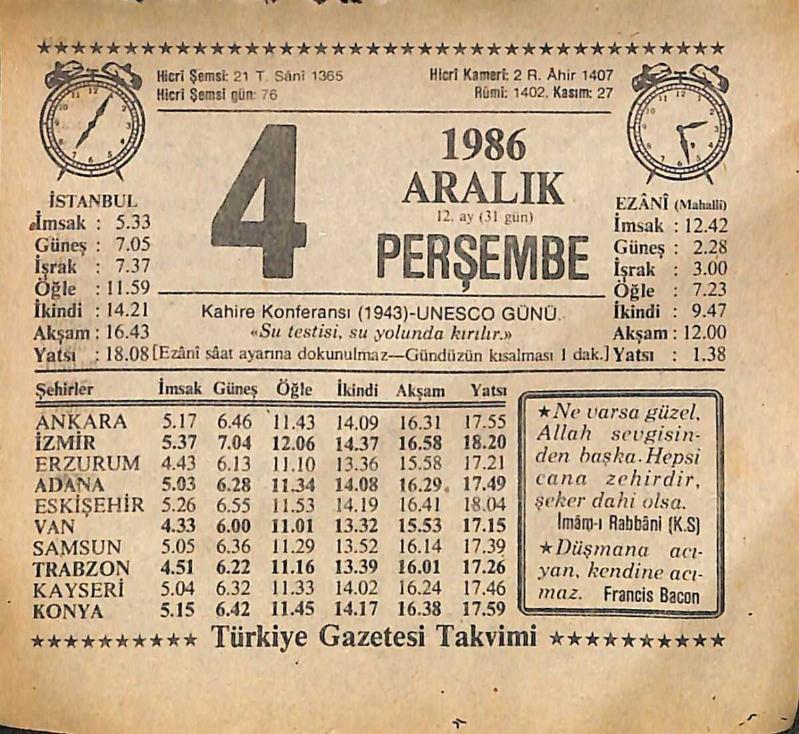 Hicrî Şemsî: 21 T. Sâni 1365
Hicrî Şemsî gün: 76
Hicrî Kamerî: 2 R. Âhir 1407
Rûmî: 1402, Kasım: 27
4
1986
ARALIK
12. ay (31 gün)
PERŞEMBE
İSTANBUL
İmsak : 5.33
Güneş : 7.05
İşrak : 7.37
Öğle : 11.59
İkindi : 14.21
Akşam : 16.43
Yatsı : 18.08
EZÂNÎ (Mahallî)
İmsak : 12.42
Güneş : 2.28
İşrak : 3.00
Öğle : 7.23
İkindi : 9.47
Akşam : 12.00
Yatsı : 1.38
Kahire Konferansı (1943)-UNESCO GÜNÜ.
«Su testisi, su yolunda kırılır.»
[Ezânî sâat ayarına dokunulmaz—Gündüzün kısalması 1 dak.]
Şehirler İmsak Güneş Öğle İkindi Akşam Yatsı
ANKARA 5.17 6.46 11.43 14.09 16.31 17.55
İZMİR 5.37 7.04 12.06 14.37 16.58 18.20
ERZURUM 4.43 6.13 11.10 13.36 15.58 17.21
ADANA 5.03 6.28 11.34 14.08 16.29 17.49
ESKİŞEHİR 5.26 6.55 11.53 14.19 16.41 18.04
VAN 4.33 6.00 11.01 13.32 15.53 17.15
SAMSUN 5.05 6.36 11.29 13.52 16.14 17.39
TRABZON 4.51 6.22 11.16 13.39 16.01 17.26
KAYSERİ 5.04 6.32 11.33 14.02 16.24 17.46
KONYA 5.15 6.42 11.45 14.17 16.38 17.59
★Ne varsa güzel,
Allah sevgisin-
den başka. Hepsi
cana zehirdir,
şeker dahi olsa.
İmâm-ı Rabbâni (K.S)
★Düşmana acı-
yan, kendine acı-
maz. Francis Bacon
Türkiye Gazetesi Takvimi